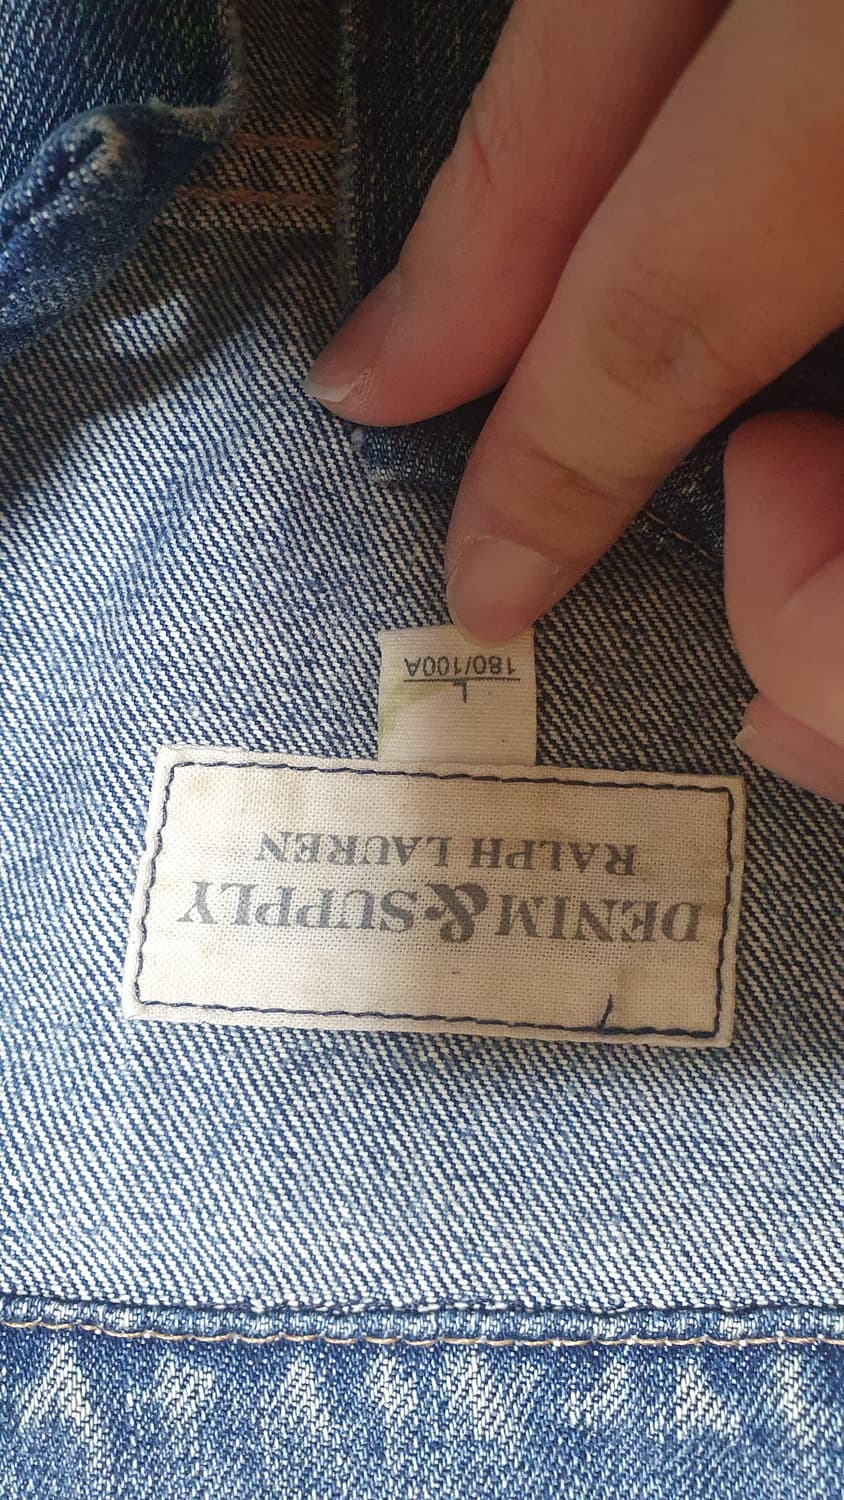 DENIM & SUPPLY
RALPH LAUREN
L
180/100A